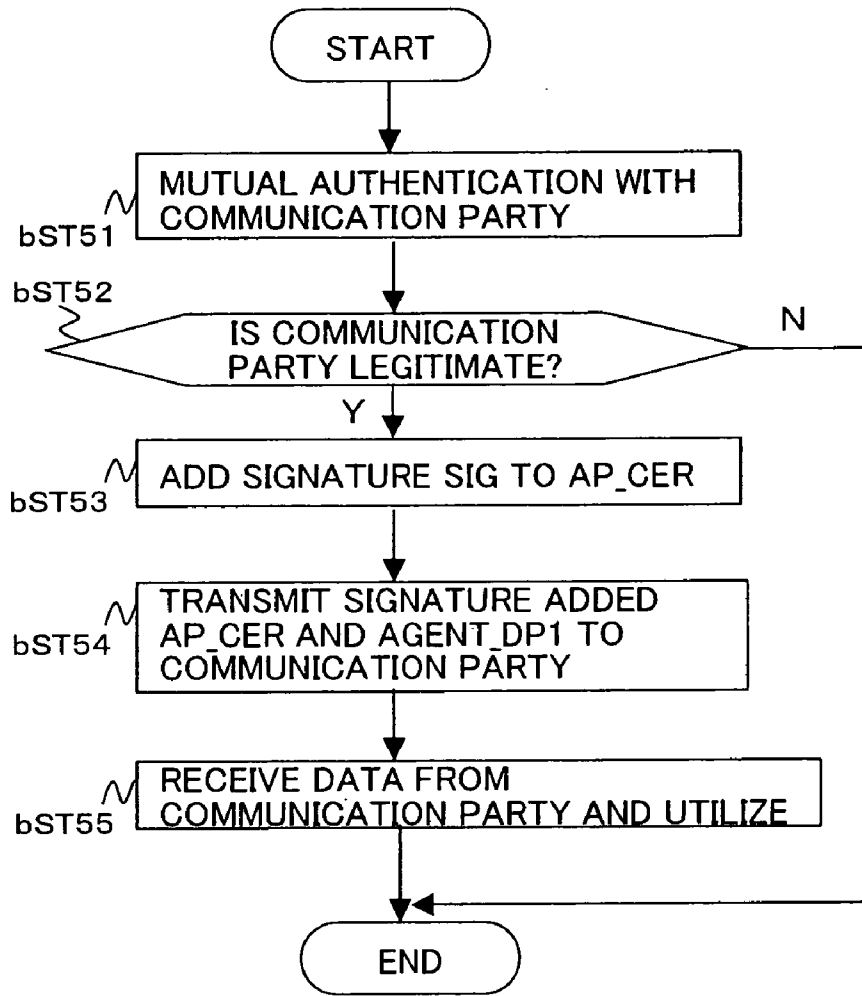 START
MUTUAL AUTHENTICATION WITH
COMMUNICATION PARTY
bST51
bST52
IS COMMUNICATION
PARTY LEGITIMATE?
N
Y
ADD SIGNATURE SIG TO AP_CER
bST53
TRANSMIT SIGNATURE ADDED
AP_CER AND AGENT_DP1 TO
COMMUNICATION PARTY
bST54
RECEIVE DATA FROM
COMMUNICATION PARTY AND UTILIZE
bST55
END